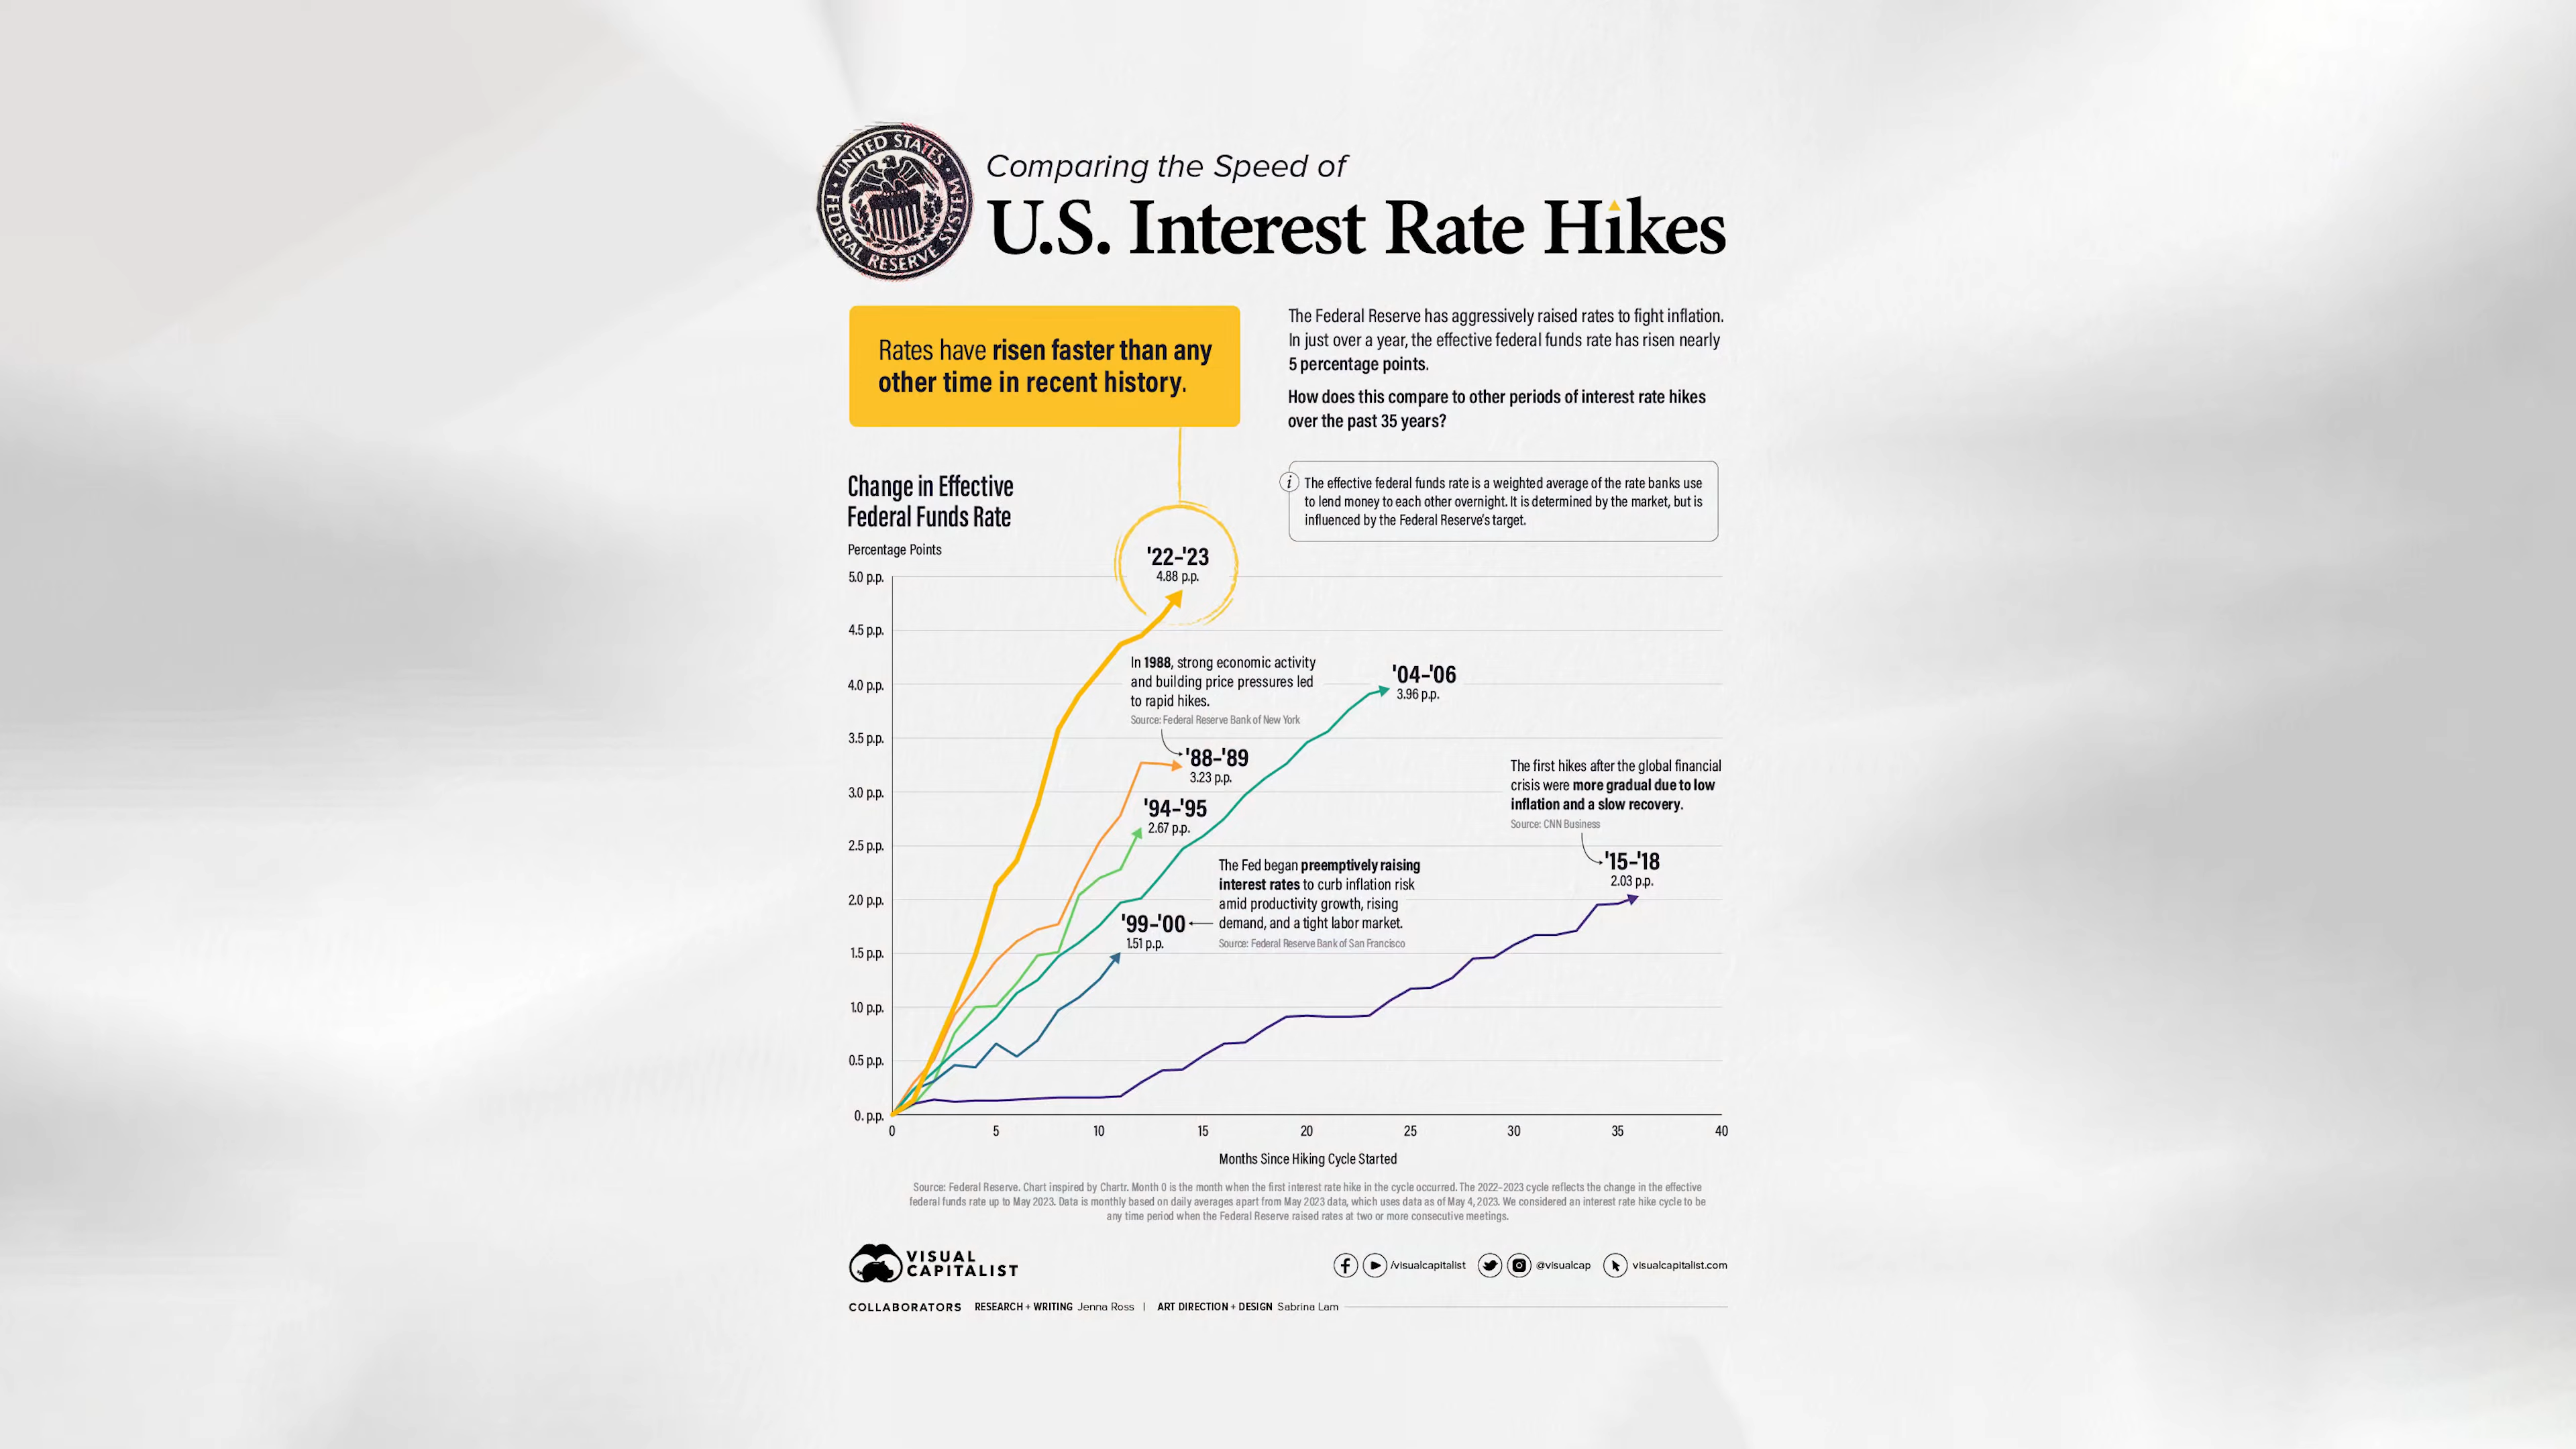 UNITED STATES
FEDERAL RESERVE SYSTEM
Comparing the Speed of
U.S. Interest Rate Hikes
Rates have risen faster than any
other time in recent history.
The Federal Reserve has aggressively raised rates to fight inflation.
In just over a year, the effective federal funds rate has risen nearly
5 percentage points.
How does this compare to other periods of interest rate hikes
over the past 35 years?
i
The effective federal funds rate is a weighted average of the rate banks use
to lend money to each other overnight. It is determined by the market, but is
influenced by the Federal Reserve's target.
Change in Effective
Federal Funds Rate
Percentage Points
'22-'23
4.88 p.p.
5.0 p.p.
4.5 p.p.
4.0 p.p.
3.5 p.p.
3.0 p.p.
2.5 p.p.
2.0 p.p.
1.5 p.p.
1.0 p.p.
0.5 p.p.
0. p.p.
In 1988, strong economic activity
and building price pressures led
to rapid hikes.
Source: Federal Reserve Bank of New York
'04-'06
3.96 p.p.
'88-'89
3.23 p.p.
'94-'95
2.67 p.p.
The first hikes after the global financial
crisis were more gradual due to low
inflation and a slow recovery.
Source: CNN Business
'15-'18
2.03 p.p.
The Fed began preemptively raising
interest rates to curb inflation risk
amid productivity growth, rising
demand, and a tight labor market.
Source: Federal Reserve Bank of San Francisco
'99-'00
1.51 p.p.
0 5 10 15 20 25 30 35 40
Months Since Hiking Cycle Started
Source: Federal Reserve. Chart inspired by Chartr. Month 0 is the month when the first interest rate hike in the cycle occurred. The 2022-2023 cycle reflects the change in the effective
federal funds rate up to May 2023. Data is monthly based on daily averages apart from May 2023 data, which uses data as of May 4, 2023. We considered an interest rate hike cycle to be
any time period when the Federal Reserve raised rates at two or more consecutive meetings.
VISUAL
CAPITALIST
/visualcapitalist @visualcap visualcapitalist.com
COLLABORATORS RESEARCH + WRITING Jenna Ross | ART DIRECTION + DESIGN Sabrina Lam